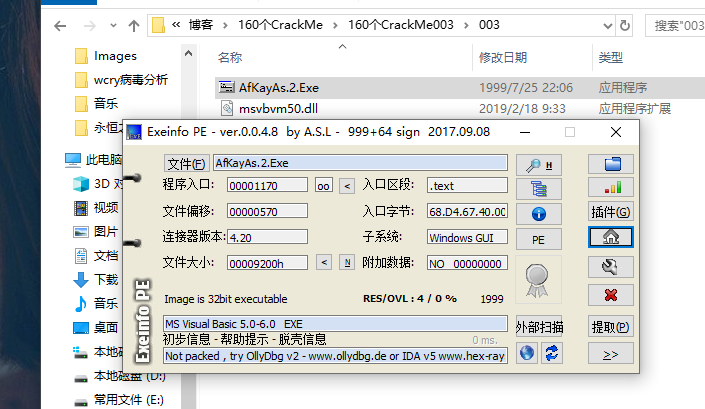 « 博客 › 160个CrackMe › 160个CrackMe003 › 003
搜索"003
Images
wcry病毒分析
音乐
永恒之
此电脑
3D 对
视频
图片
文档
下载
音乐
桌面
本地磁
本地磁盘 (D:)
常用文件 (E:)
名称 修改日期 类型
AfKayAs.2.Exe 1999/7/25 22:06 应用程序
msvbvm50.dll 2019/2/18 9:33 应用程序扩展
Exeinfo PE - ver.0.0.4.8 by A.S.L - 999+64 sign 2017.09.08
文件(F) AfKayAs.2.Exe H
程序入口: 00001170 oo < 入口区段: .text
文件偏移: 00000570 入口字节: 68.D4.67.40.00 插件(G)
连接器版本: 4.20 子系统: Windows GUI PE
文件大小: 00009200h < N 附加数据: NO 00000000
Image is 32bit executable RES/OVL : 4 / 0 % 1999
Exeinfo PE
MS Visual Basic 5.0-6.0 EXE 外部扫描 提取(P)
初步信息 - 帮助提示 - 脱壳信息 0 ms.
Not packed , try OllyDbg v2 - www.ollydbg.de or IDA v5 www.hex-ray >>